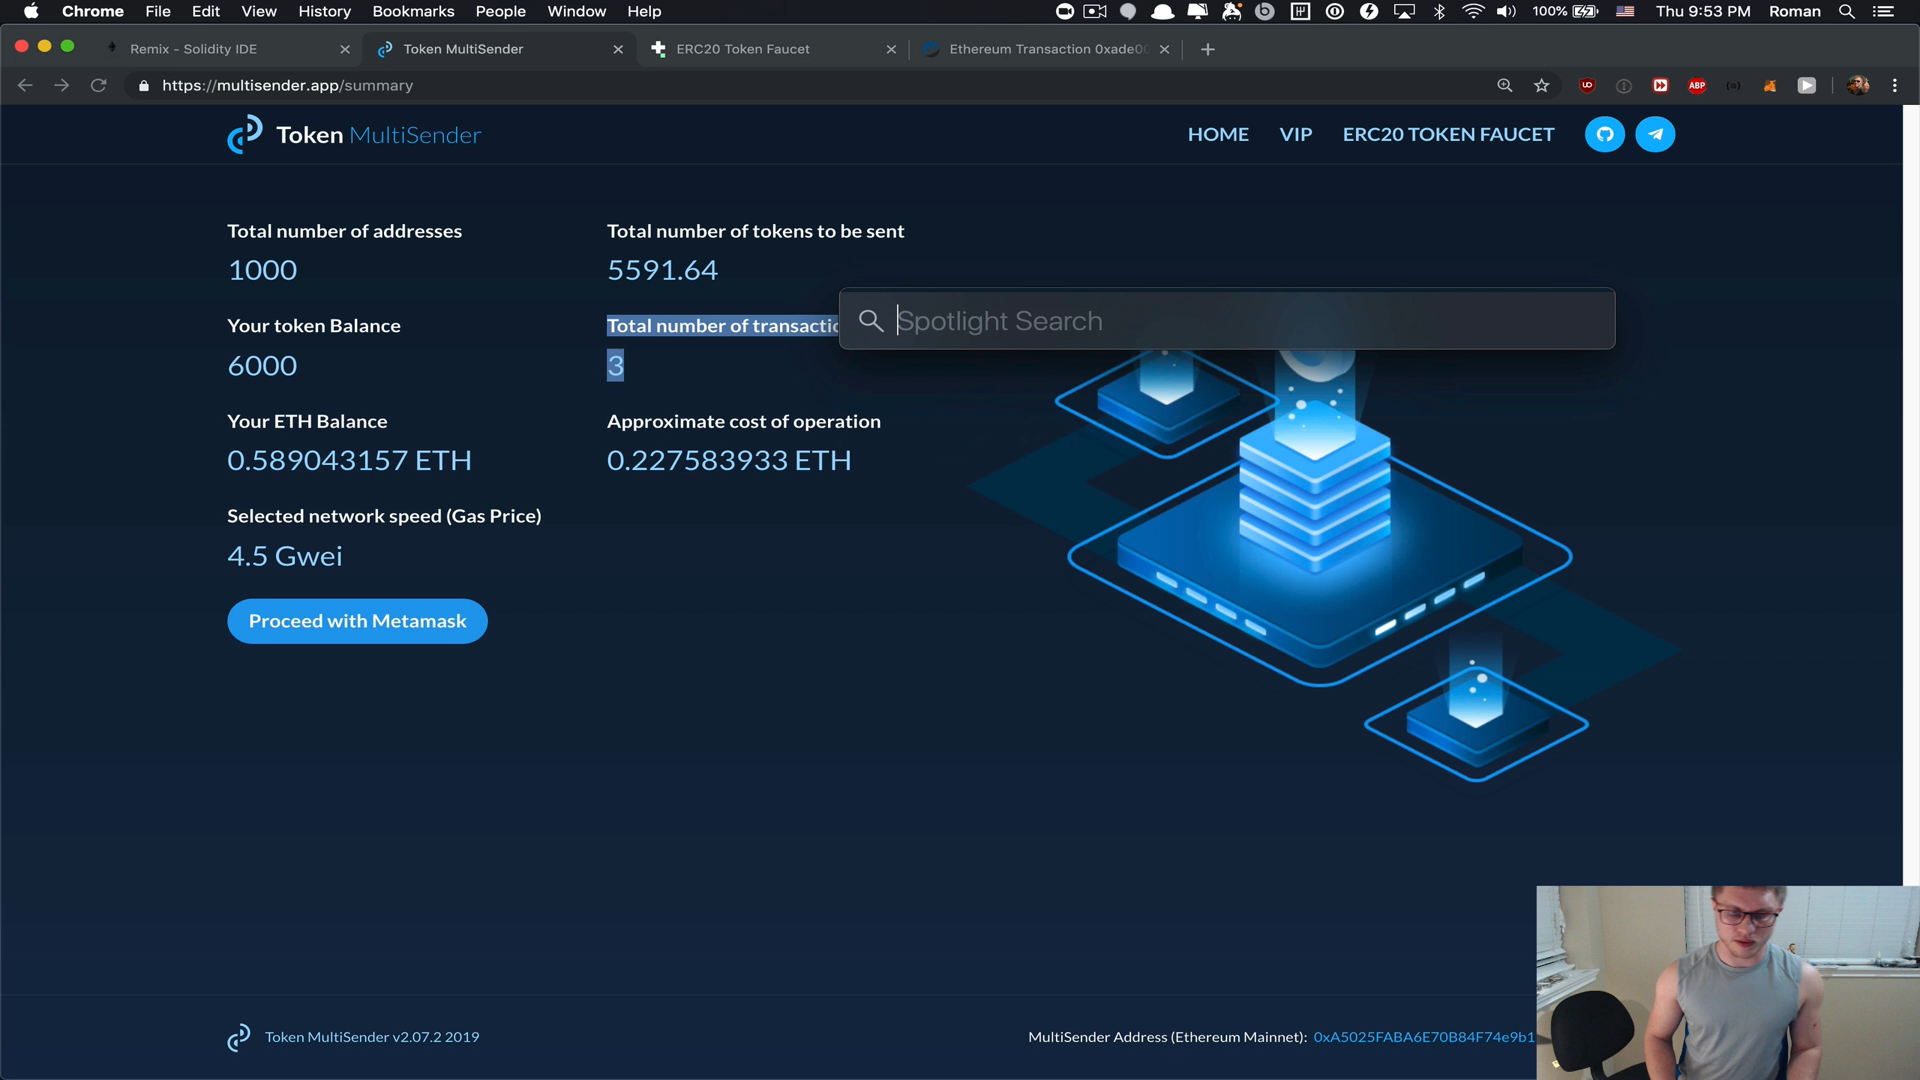 Chrome File Edit View History Bookmarks People Window Help 100% Thu 9:53 PM Roman
Remix - Solidity IDE Token MultiSender ERC20 Token Faucet Ethereum Transaction 0xade0
https://multisender.app/summary ABP
Token MultiSender HOME VIP ERC20 TOKEN FAUCET
Total number of addresses Total number of tokens to be sent
1000 5591.64
Spotlight Search
Your token Balance Total number of transactio
6000 3
Your ETH Balance Approximate cost of operation
0.589043157 ETH 0.227583933 ETH
Selected network speed (Gas Price)
4.5 Gwei
Proceed with Metamask
Token MultiSender v2.07.2 2019 MultiSender Address (Ethereum Mainnet): 0xA5025FABA6E70B84F74e9b1